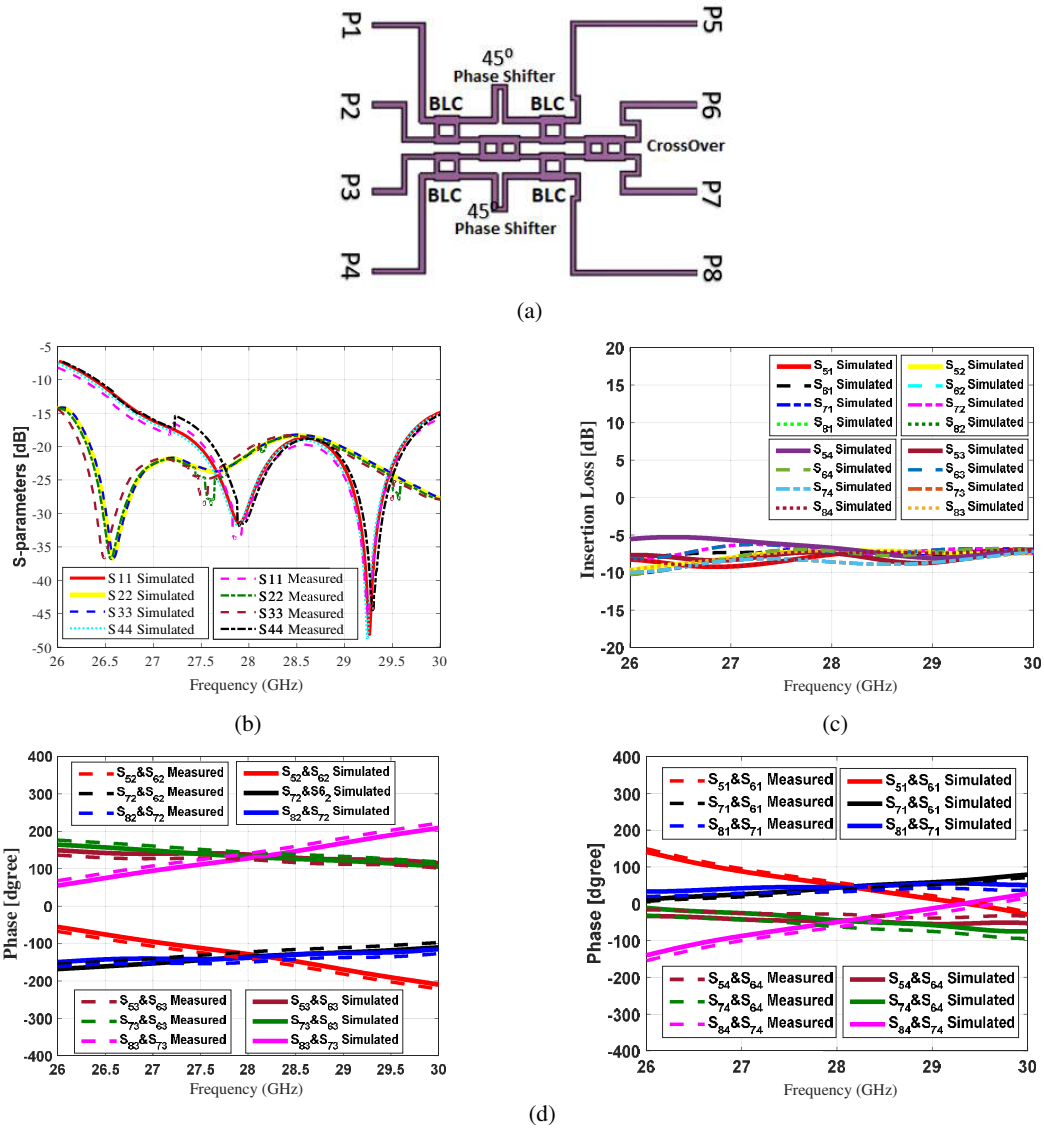 P1
P2
P3
P4
P5
P6
P7
P8
45⁰
Phase Shifter
BLC
BLC
CrossOver
BLC
BLC
45⁰
Phase Shifter
(a)
S-parameters [dB]
-5
-10
-15
-20
-25
-30
-35
-40
-45
-50
26
26.5
27
27.5
28
28.5
29
29.5
30
S11 Simulated
S22 Simulated
S33 Simulated
S44 Simulated
S11 Measured
S22 Measured
S33 Measured
S44 Measured
Frequency (GHz)
(b)
Insertion Loss [dB]
20
15
10
5
0
-5
-10
-15
-20
26
27
28
29
30
S51 Simulated
S61 Simulated
S71 Simulated
S81 Simulated
S52 Simulated
S62 Simulated
S72 Simulated
S82 Simulated
S54 Simulated
S64 Simulated
S74 Simulated
S84 Simulated
S53 Simulated
S63 Simulated
S73 Simulated
S83 Simulated
Frequency (GHz)
(c)
Phase [dgree]
400
300
200
100
0
-100
-200
-300
-400
26
26.5
27
27.5
28
28.5
29
29.5
30
S52&S62 Measured
S72&S62 Measured
S82&S72 Measured
S52&S62 Simulated
S72&S62 Simulated
S82&S72 Simulated
S53&S63 Measured
S73&S63 Measured
S83&S73 Measured
S53&S63 Simulated
S73&S63 Simulated
S83&S73 Simulated
Frequency (GHz)
Phase [dgree]
400
300
200
100
0
-100
-200
-300
-400
26
27
28
29
30
S51&S61 Measured
S71&S61 Measured
S81&S71 Measured
S51&S61 Simulated
S71&S61 Simulated
S81&S71 Simulated
S54&S64 Measured
S74&S64 Measured
S84&S74 Measured
S54&S64 Simulated
S74&S64 Simulated
S84&S74 Simulated
Frequency (GHz)
(d)